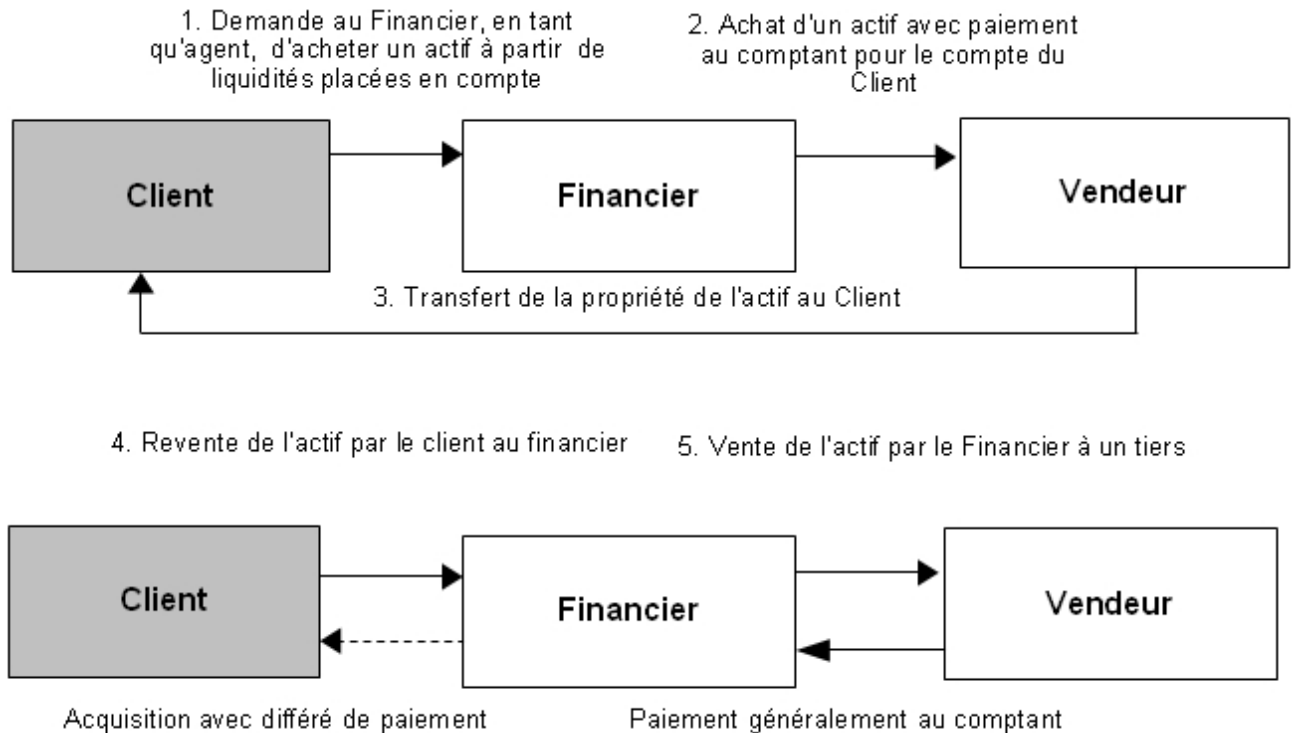 1. Demande au Financier, en tant
qu'agent, d'acheter un actif à partir de
liquidités placées en compte
2. Achat d'un actif avec paiement
au comptant pour le compte du
Client
Client
Financier
Vendeur
3. Transfert de la propriété de l'actif au Client
4. Revente de l'actif par le client au financier
5. Vente de l'actif par le Financier à un tiers
Client
Financier
Vendeur
Acquisition avec différé de paiement
Paiement généralement au comptant